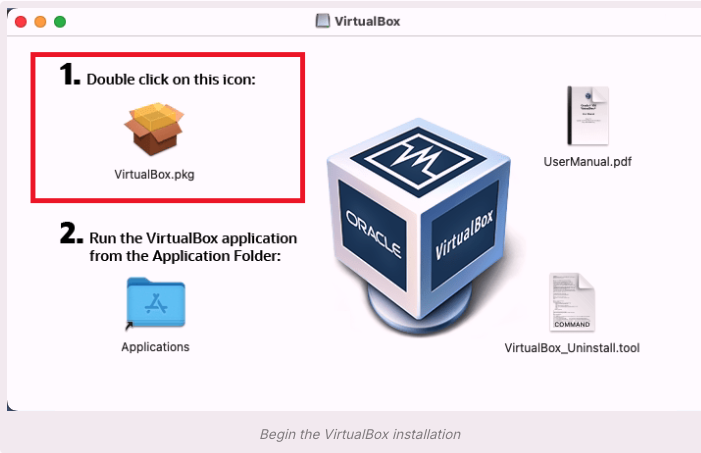 VirtualBox
1. Double click on this icon:
VirtualBox.pkg
UserManual.pdf
ORACLE
VirtualBox
2. Run the VirtualBox application
from the Application Folder:
Applications
COMMAND
VirtualBox_Uninstall.tool
Begin the VirtualBox installation